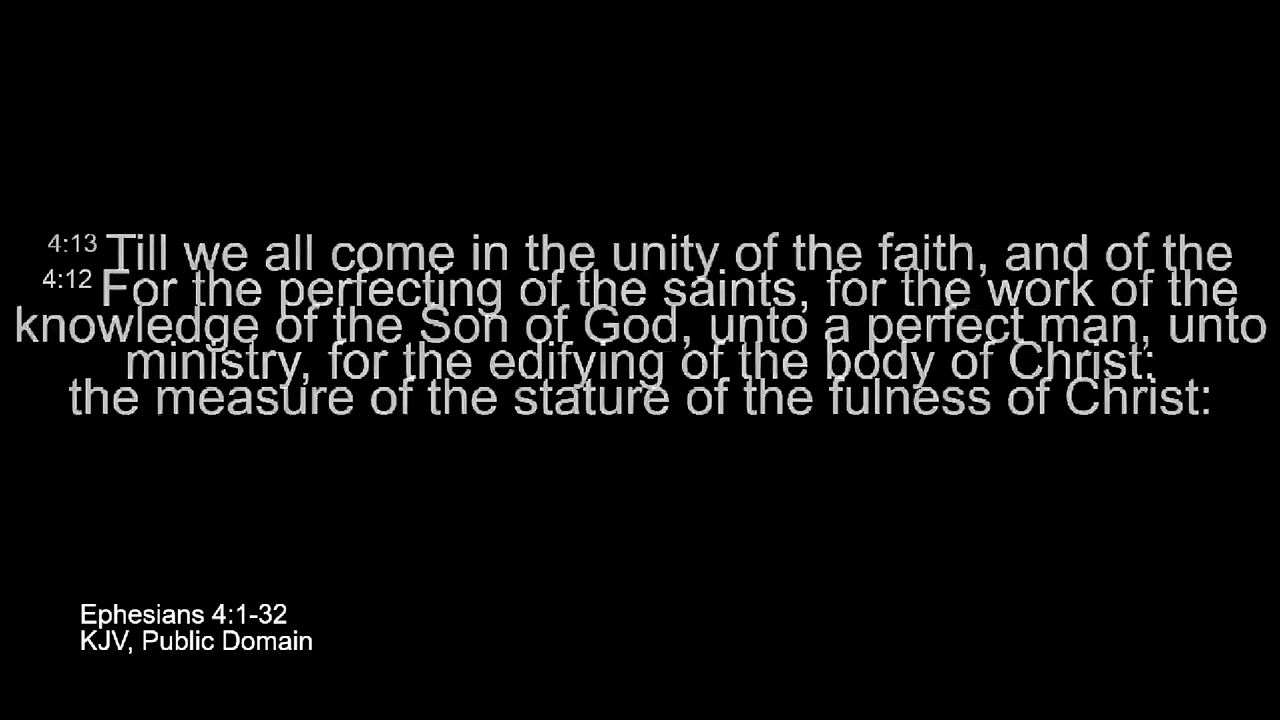 4:13 Till we all come in the unity of the faith, and of the
4:12 For the perfecting of the saints, for the work of the
knowledge of the Son of God, unto a perfect man, unto
ministry, for the edifying of the body of Christ:
the measure of the stature of the fulness of Christ:
Ephesians 4:1-32
KJV, Public Domain